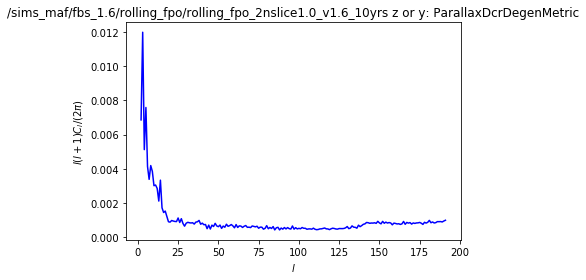 /sims_maf/fbs_1.6/rolling_fpo/rolling_fpo_2nslice1.0_v1.6_10yrs z or y: ParallaxDcrDegenMetric
0.012
0.010
0.008
0.006
0.004
0.002
0.000
l(l + 1)C_l/(2π)
0 25 50 75 100 125 150 175 200
l